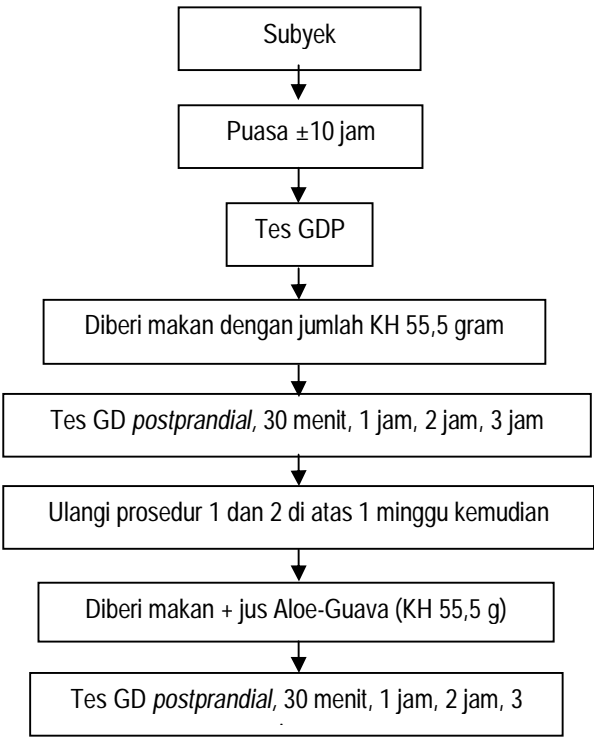 Subyek
Puasa ±10 jam
Tes GDP
Diberi makan dengan jumlah KH 55,5 gram
Tes GD postprandial, 30 menit, 1 jam, 2 jam, 3 jam
Ulangi prosedur 1 dan 2 di atas 1 minggu kemudian
Diberi makan + jus Aloe-Guava (KH 55,5 g)
Tes GD postprandial, 30 menit, 1 jam, 2 jam, 3